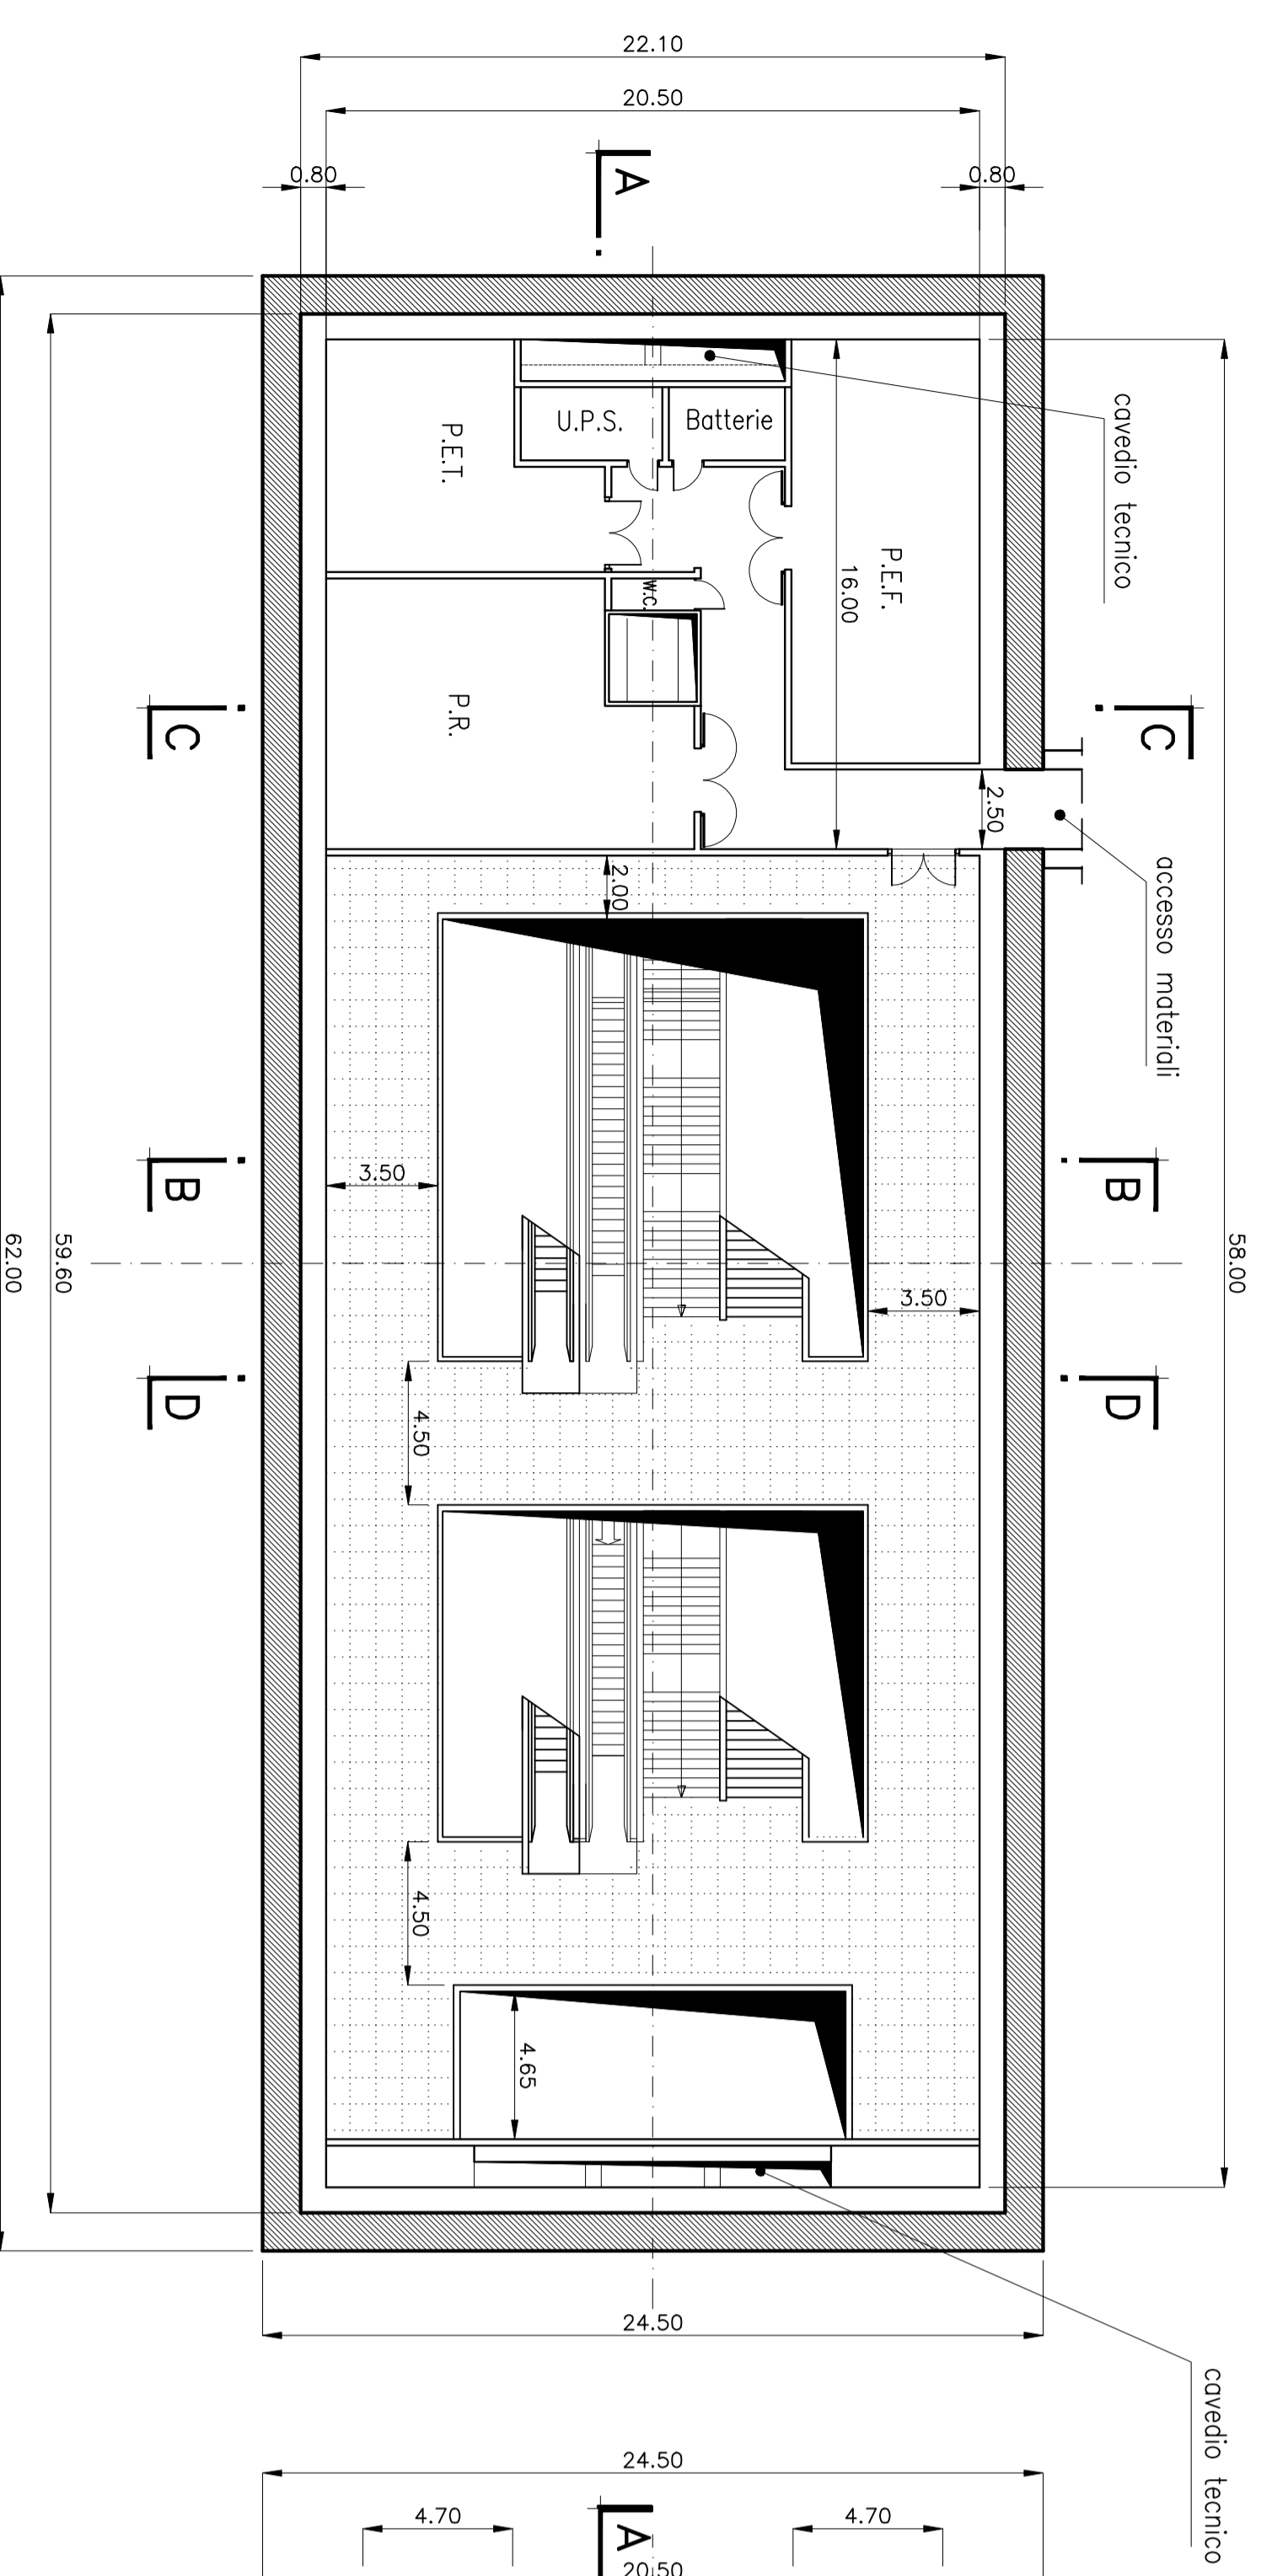 22.10
20.50
0.80
0.80
A
cavedio tecnico
U.P.S.
Batterie
P.E.T.
P.E.F.
16.00
W.C.
P.R.
C
C
2.50
accesso materiali
2.00
B
B
3.50
58.00
59.60
62.00
3.50
D
D
4.50
4.50
4.65
24.50
cavedio tecnico
24.50
4.70
4.70
A
20.50